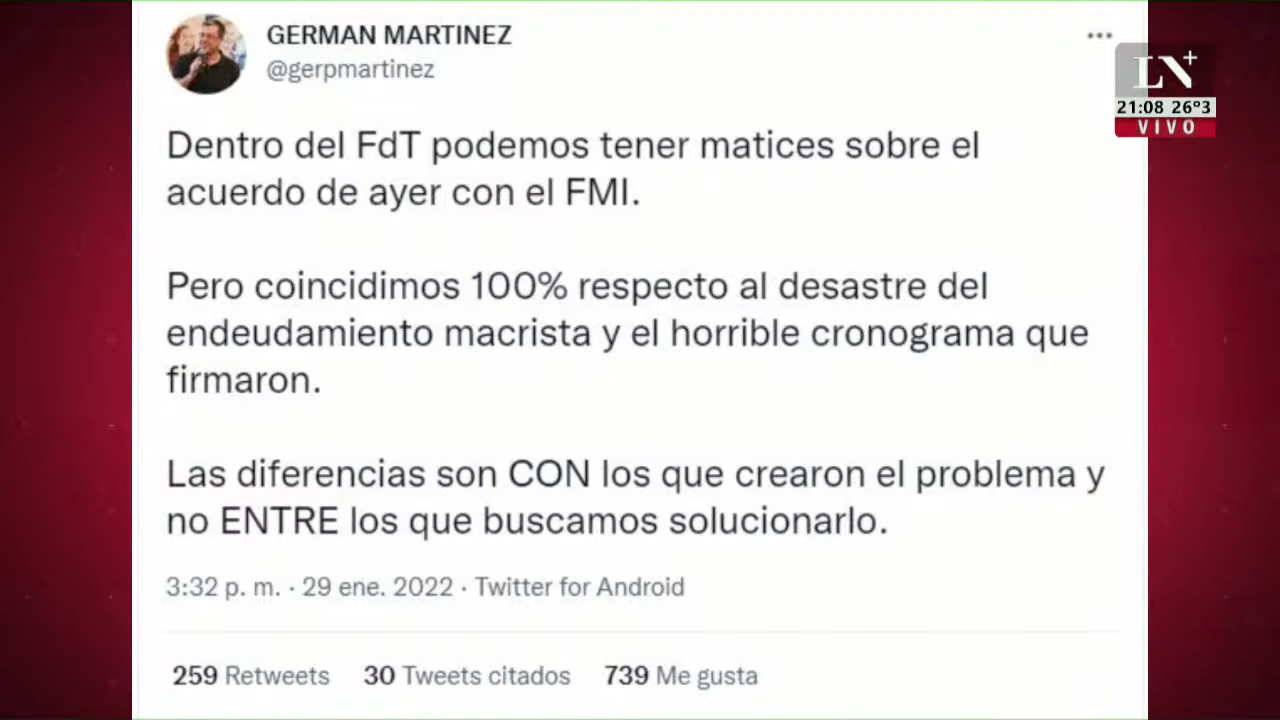 GERMAN MARTINEZ
@gerpmartinez
LN+
21:08 26º3
VIVO
Dentro del FdT podemos tener matices sobre el
acuerdo de ayer con el FMI.
Pero coincidimos 100% respecto al desastre del
endeudamiento macrista y el horrible cronograma que
firmaron.
Las diferencias son CON los que crearon el problema y
no ENTRE los que buscamos solucionarlo.
3:32 p. m. · 29 ene. 2022 · Twitter for Android
259 Retweets 30 Tweets citados 739 Me gusta